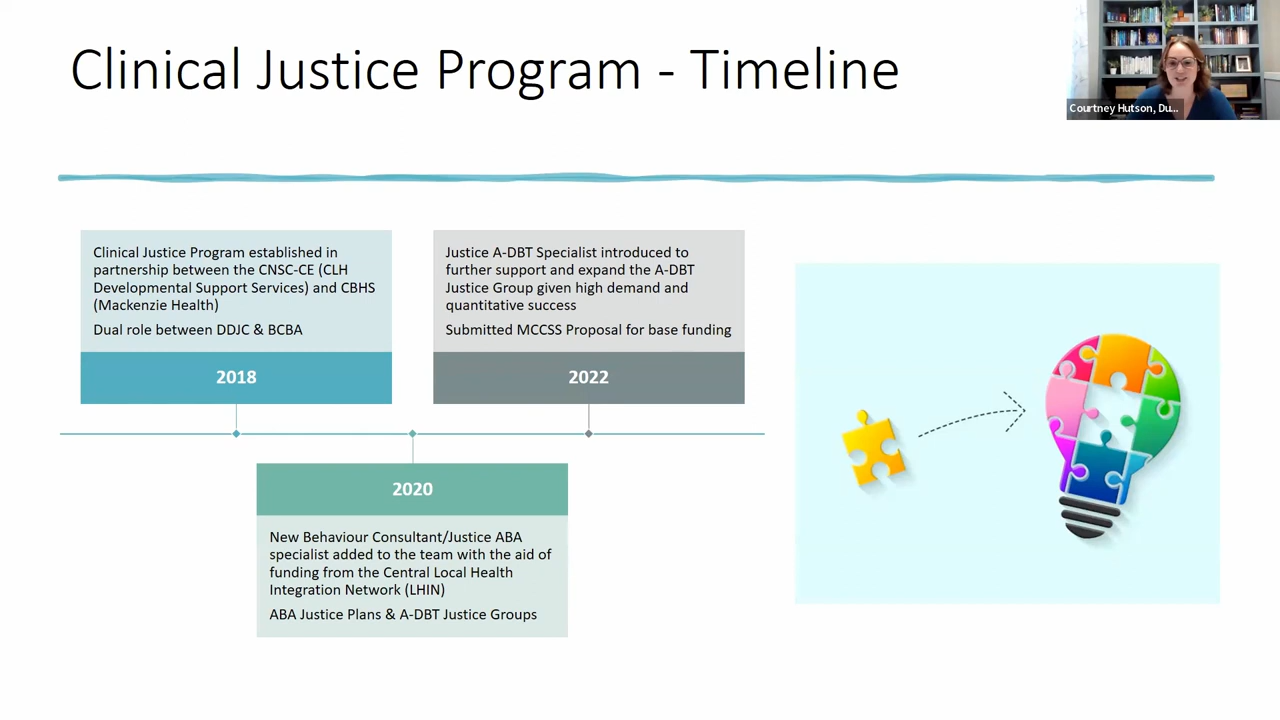 Clinical Justice Program - Timeline
Courtney Hutson, Du...
Clinical Justice Program established in
partnership between the CNSC-CE (CLH
Developmental Support Services) and CBHS
(Mackenzie Health)
Dual role between DDJC & BCBA
2018
Justice A-DBT Specialist introduced to
further support and expand the A-DBT
Justice Group given high demand and
quantitative success
Submitted MCCSS Proposal for base funding
2022
2020
New Behaviour Consultant/Justice ABA
specialist added to the team with the aid of
funding from the Central Local Health
Integration Network (LHIN)
ABA Justice Plans & A-DBT Justice Groups